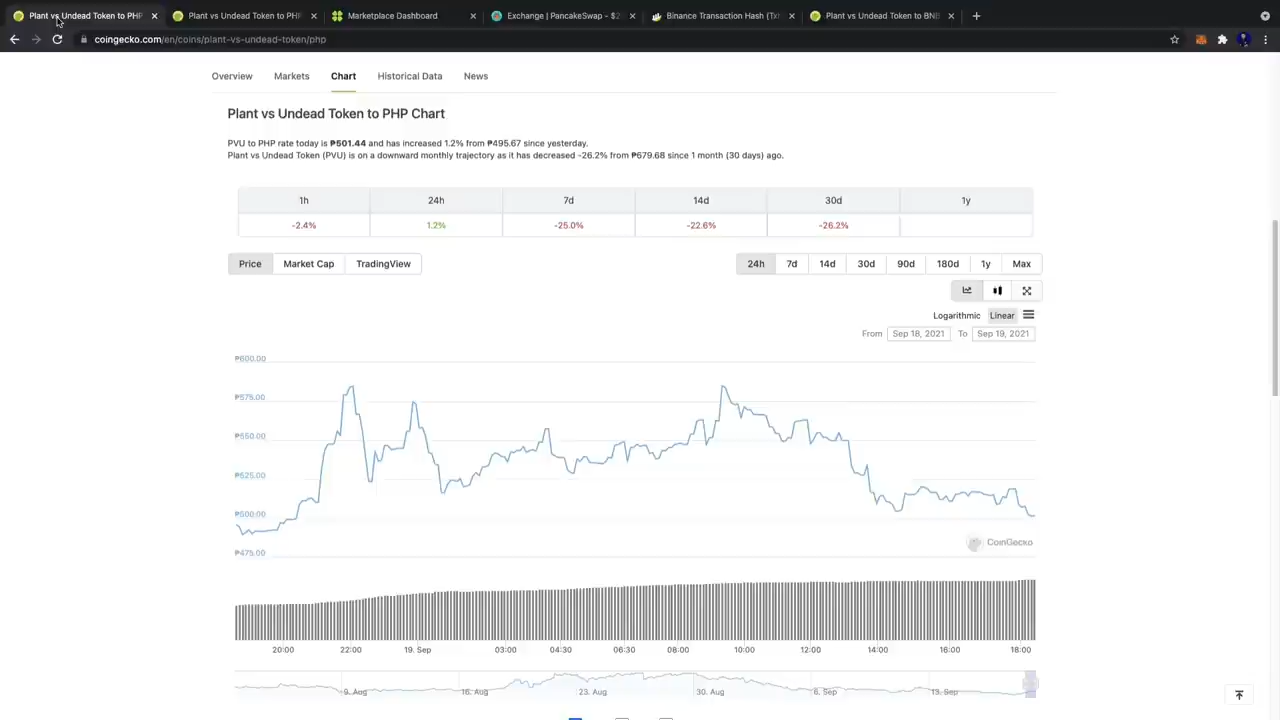 Plant vs Undead Token to PHP
Plant vs Undead Token to PHP
Marketplace Dashboard
Exchange | PancakeSwap - $2
Binance Transaction Hash (Txh
Plant vs Undead Token to BNB
coingecko.com/en/coins/plant-vs-undead-token/php
Overview Markets Chart Historical Data News
Plant vs Undead Token to PHP Chart
PVU to PHP rate today is ₱501.44 and has increased 1.2% from ₱495.67 since yesterday.
Plant vs Undead Token (PVU) is on a downward monthly trajectory as it has decreased -26.2% from ₱679.68 since 1 month (30 days) ago.
1h 24h 7d 14d 30d 1y
-2.4% 1.2% -25.0% -22.6% -26.2%
Price Market Cap TradingView
24h 7d 14d 30d 90d 180d 1y Max
Logarithmic Linear
From Sep 18, 2021 To Sep 19, 2021
₱600.00
₱575.00
₱550.00
₱525.00
₱500.00
₱475.00
CoinGecko
20:00 22:00 19. Sep 03:00 04:30 06:30 08:00 10:00 12:00 14:00 16:00 18:00
9. Aug 16. Aug 23. Aug 30. Aug 6. Sep 13. Sep